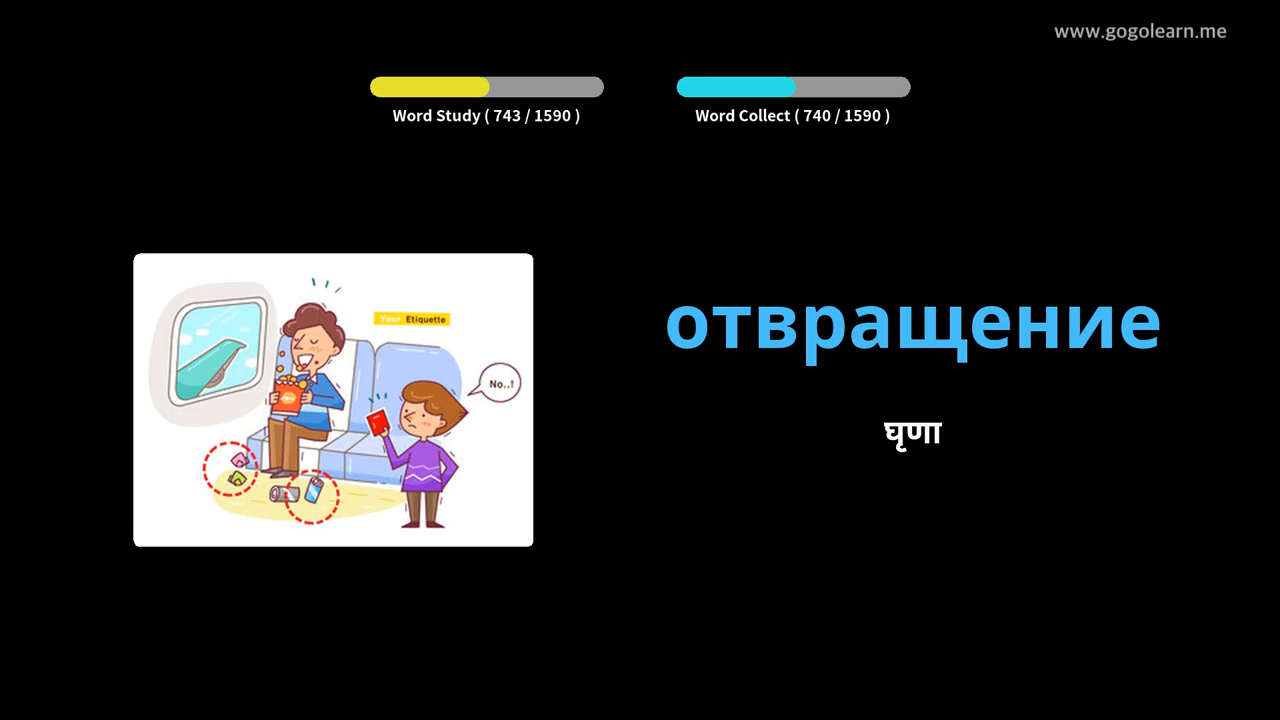 www.gogolearn.me
Word Study ( 743 / 1590 )
Word Collect ( 740 / 1590 )
Your Etiquette
No..!
отвращение
घृणा